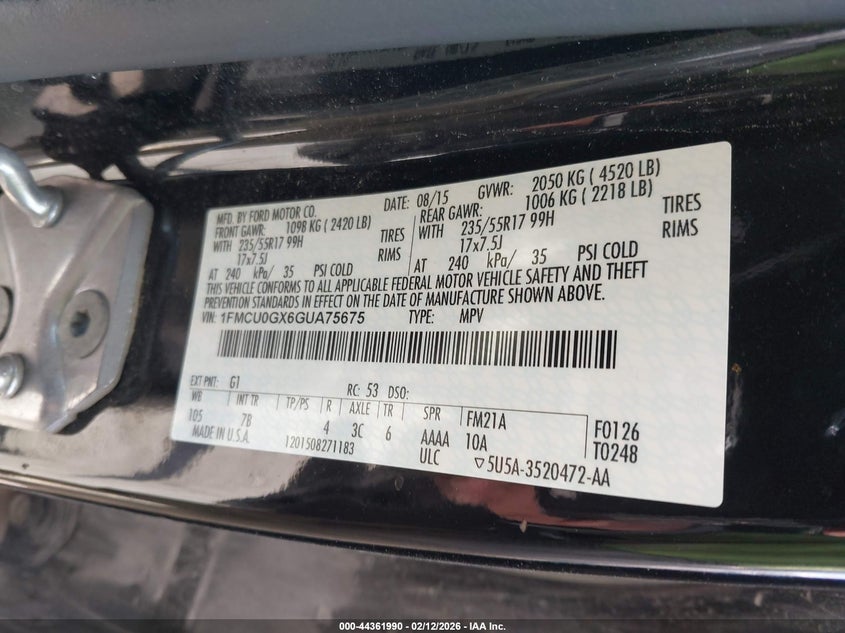 MFD. BY FORD MOTOR CO. DATE: 08/15 GVWR: 2050 KG ( 4520 LB)
FRONT GAWR: 1098 KG ( 2420 LB) REAR GAWR: 1006 KG ( 2218 LB)
WITH 235/55R17 99H TIRES WITH 235/55R17 99H TIRES
17x7.5J RIMS 17x7.5J RIMS
AT 240 kPa/ 35 PSI COLD AT 240 kPa/ 35 PSI COLD
THIS VEHICLE CONFORMS TO ALL APPLICABLE FEDERAL MOTOR VEHICLE SAFETY AND THEFT
PREVENTION STANDARDS IN EFFECT ON THE DATE OF MANUFACTURE SHOWN ABOVE.
VIN: 1FMCU0GX6GUA75675 TYPE: MPV
EXT PNT: G1 RC: 53 DSO:
WB INT TR TP/PS R AXLE TR SPR FM21A F0126
105 7B 4 3C 6 AAAA 10A T0248
MADE IN U.S.A. 1201508271183 ULC ▽5U5A-3520472-AA
000-44361990 - 02/12/2026 - IAA Inc.